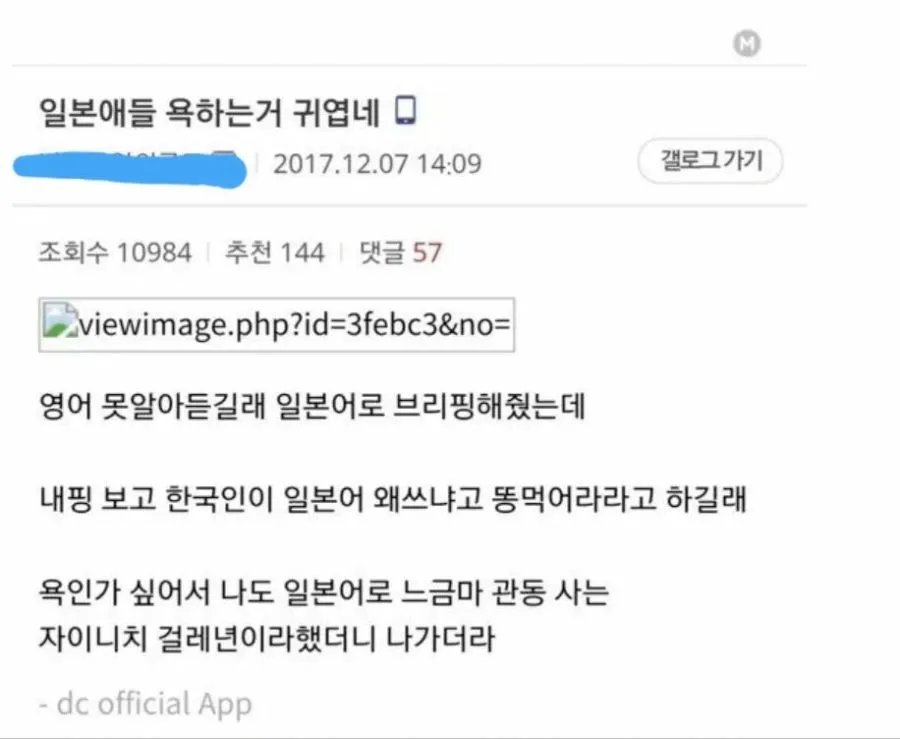 M
일본애들 욕하는거 귀엽네
2017.12.07 14:09
갤로그 가기
조회수 10984 | 추천 144 | 댓글 57
viewimage.php?id=3febc3&no=
영어 못알아듣길래 일본어로 브리핑해줬는데
내핑 보고 한국인이 일본어 왜쓰냐고 똥먹어라라고 하길래
욕인가 싶어서 나도 일본어로 느금마 관동 사는
자이니치 걸레년이라했더니 나가더라
- dc official App